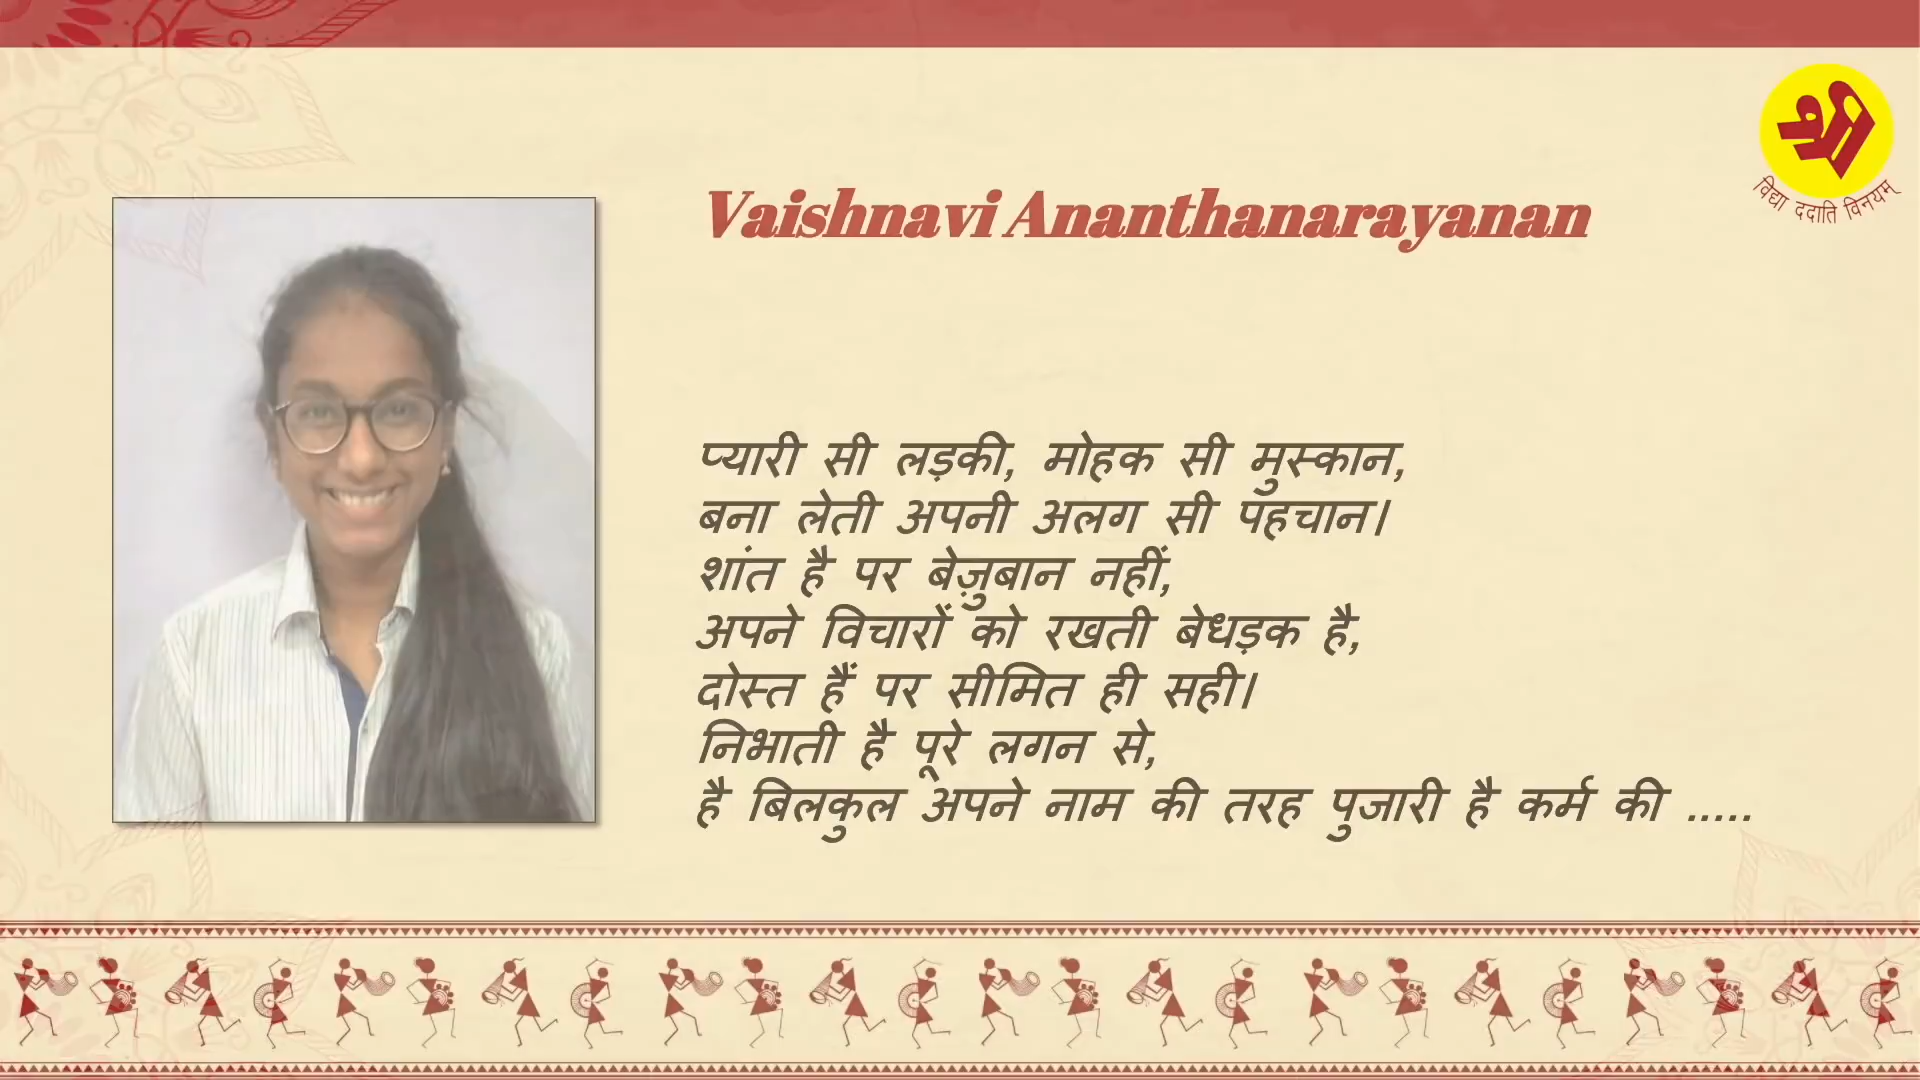 श्री
विद्या ददाति विनयम्
Vaishnavi Ananthanarayanan
प्यारी सी लड़की, मोहक सी मुस्कान,
बना लेती अपनी अलग सी पहचान।
शांत है पर बेज़ुबान नहीं,
अपने विचारों को रखती बेधड़क है,
दोस्त हैं पर सीमित ही सही।
निभाती है पूरे लगन से,
है बिलकुल अपने नाम की तरह पुजारी है कर्म की .....